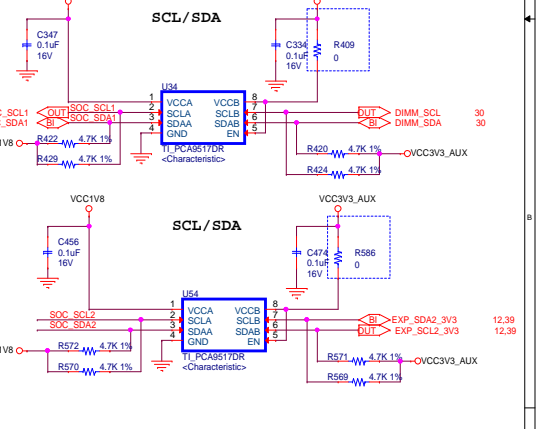 SCL/SDA
C347
0.1uF
16V
C334
0.1uF
16V
R409
0
U34
1 VCCA VCCB 8
2 SCLA SCLB 7
3 SDAA SDAB 6
4 GND EN 5
TI_PCA9517DR
<Characteristic>
C_SCL1 OUT SOC_SCL1
C_SDA1 BI SOC_SDA1
OUT DIMM_SCL 30
BI DIMM_SDA 30
1V8 R422 4.7K 1%
R429 4.7K 1%
R420 4.7K 1% VCC3V3_AUX
R424 4.7K 1%
VCC1V8
VCC3V3_AUX
SCL/SDA
B
C456
0.1uF
16V
C474
0.1uF
16V
R586
0
U54
1 VCCA VCCB 8
2 SCLA SCLB 7
3 SDAA SDAB 6
4 GND EN 5
TI_PCA9517DR
<Characteristic>
SOC_SCL2
SOC_SDA2
BI EXP_SDA2_3V3 12,39
OUT EXP_SCL2_3V3 12,39
1V8 R572 4.7K 1%
R570 4.7K 1%
R571 4.7K 1% VCC3V3_AUX
R569 4.7K 1%